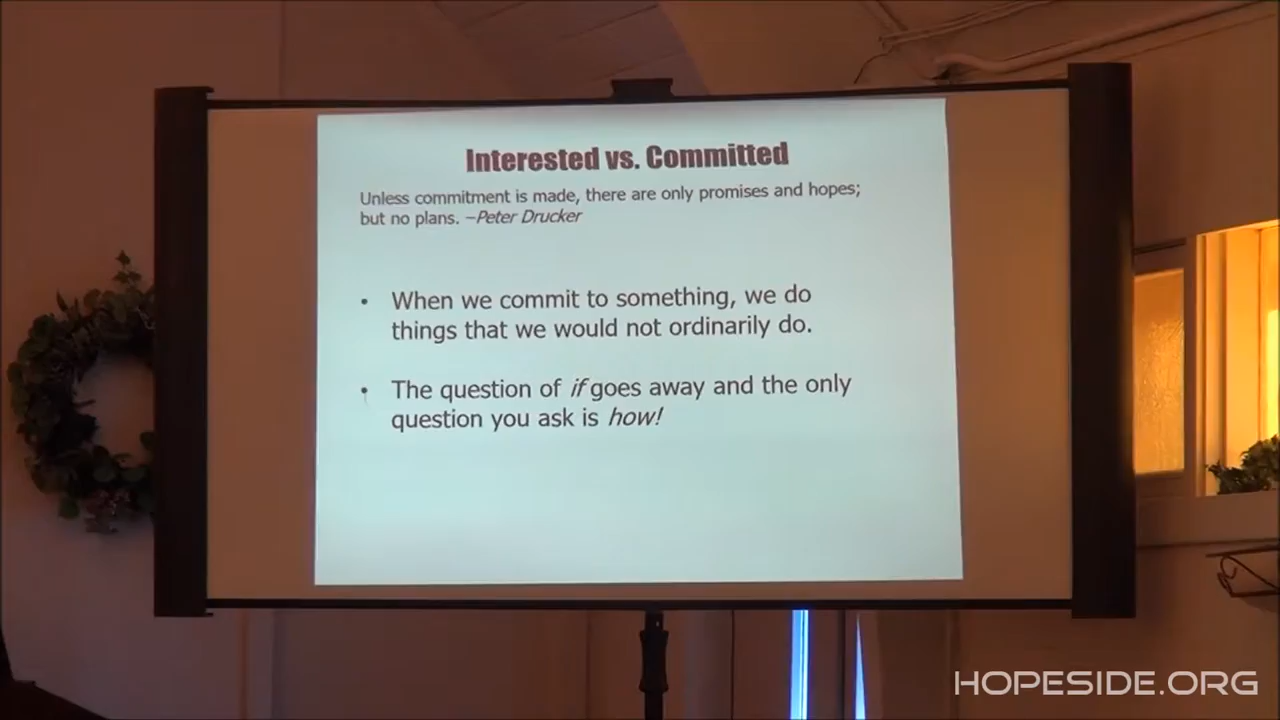 Interested vs. Committed
Unless commitment is made, there are only promises and hopes;
but no plans. –Peter Drucker
• When we commit to something, we do
things that we would not ordinarily do.
• The question of if goes away and the only
question you ask is how!
HOPESIDE.ORG